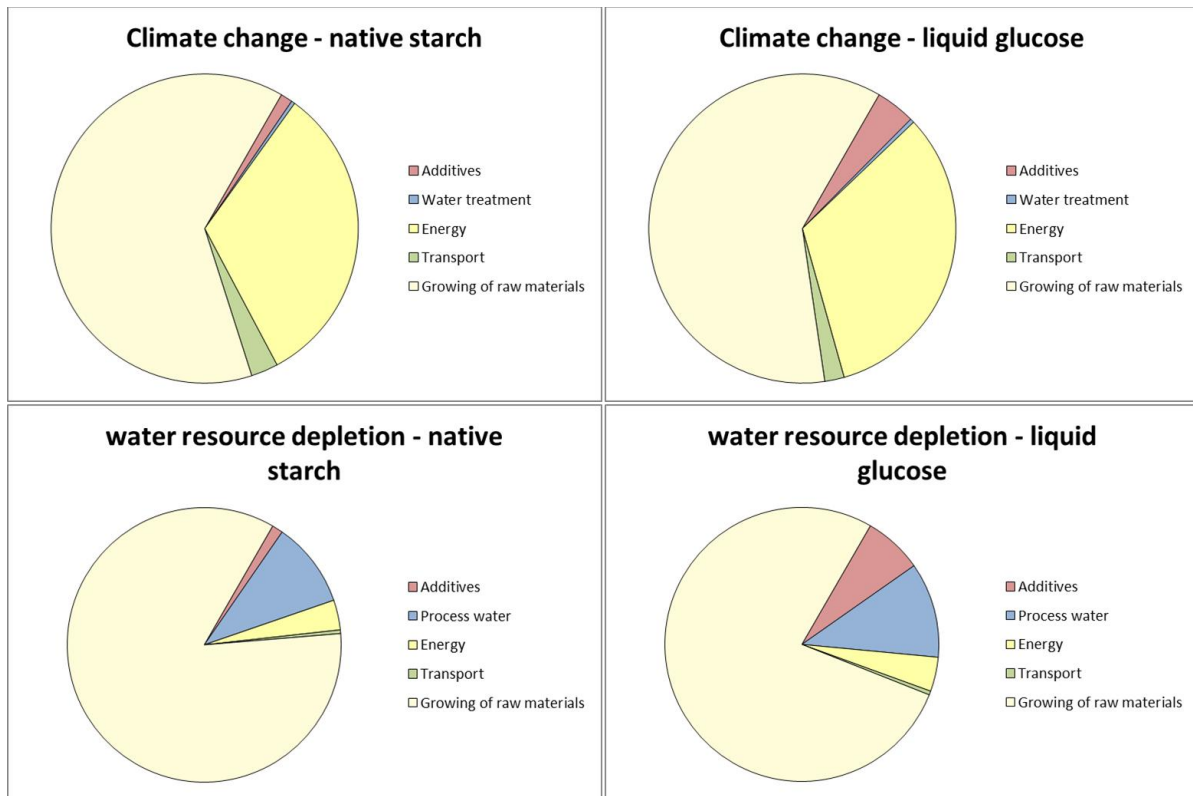 Climate change - native starch
Additives
Water treatment
Energy
Transport
Growing of raw materials
Climate change - liquid glucose
Additives
Water treatment
Energy
Transport
Growing of raw materials
water resource depletion - native
starch
Additives
Process water
Energy
Transport
Growing of raw materials
water resource depletion - liquid
glucose
Additives
Process water
Energy
Transport
Growing of raw materials